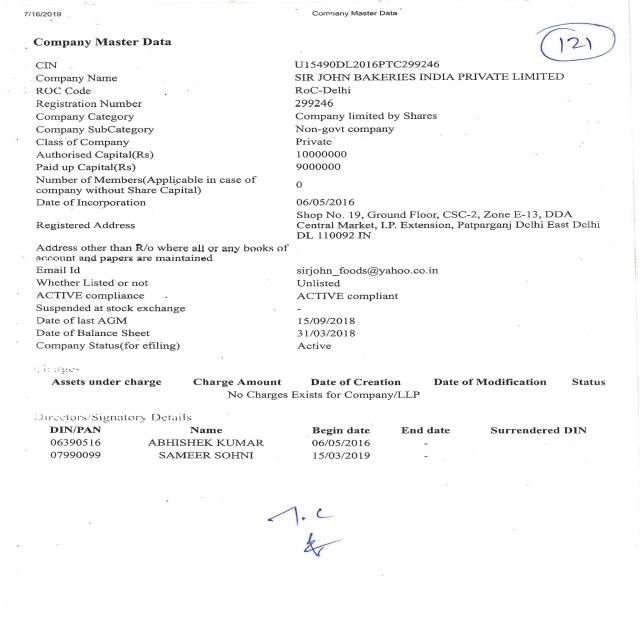 7/16/2019 Company Master Data
121
Company Master Data
CIN U15490DL2016PTC299246
Company Name SIR JOHN BAKERIES INDIA PRIVATE LIMITED
ROC Code RoC-Delhi
Registration Number 299246
Company Category Company limited by Shares
Company SubCategory Non-govt company
Class of Company Private
Authorised Capital(Rs) 10000000
Paid up Capital(Rs) 9000000
Number of Members(Applicable in case of
company without Share Capital) 0
Date of Incorporation 06/05/2016
Registered Address Shop No. 19, Ground Floor, CSC-2, Zone E-13, DDA
Central Market, I.P. Extension, Patparganj Delhi East Delhi
DL 110092 IN
Address other than R/o where all or any books of
account and papers are maintained
Email Id sirjohn_foods@yahoo.co.in
Whether Listed or not Unlisted
ACTIVE compliance ACTIVE compliant
Suspended at stock exchange -
Date of last AGM 15/09/2018
Date of Balance Sheet 31/03/2018
Company Status(for efiling) Active
Charges
Assets under charge Charge Amount Date of Creation Date of Modification Status
No Charges Exists for Company/LLP
Directors/Signatory Details
DIN/PAN Name Begin date End date Surrendered DIN
06390516 ABHISHEK KUMAR 06/05/2016 -
07990099 SAMEER SOHNI 15/03/2019 -
T.C